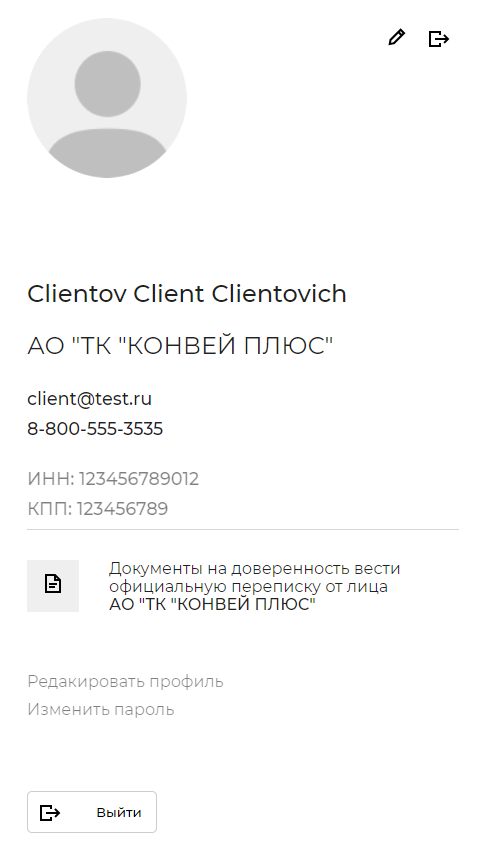 Clientov Client Clientovich
АО "ТК "КОНВЕЙ ПЛЮС"
client@test.ru
8-800-555-3535
ИНН: 123456789012
КПП: 123456789
Документы на доверенность вести
официальную переписку от лица
АО "ТК "КОНВЕЙ ПЛЮС"
Редакировать профиль
Изменить пароль
Выйти